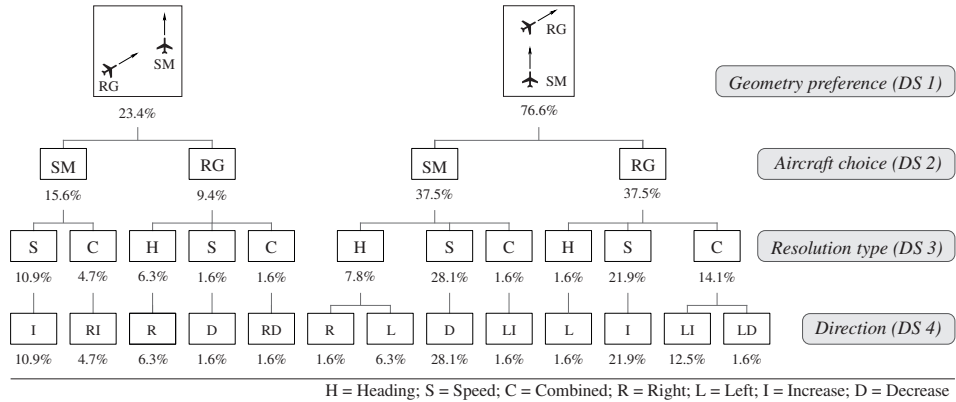 RG
SM
RG
SM
Geometry preference (DS 1)
23.4% 76.6%
SM RG SM RG Aircraft choice (DS 2)
15.6% 9.4% 37.5% 37.5%
S C H S C H S C H S C Resolution type (DS 3)
10.9% 4.7% 6.3% 1.6% 1.6% 7.8% 28.1% 1.6% 1.6% 21.9% 14.1%
I RI R D RD R L D LI L I LI LD Direction (DS 4)
10.9% 4.7% 6.3% 1.6% 1.6% 1.6% 6.3% 28.1% 1.6% 1.6% 21.9% 12.5% 1.6%
H = Heading; S = Speed; C = Combined; R = Right; L = Left; I = Increase; D = Decrease